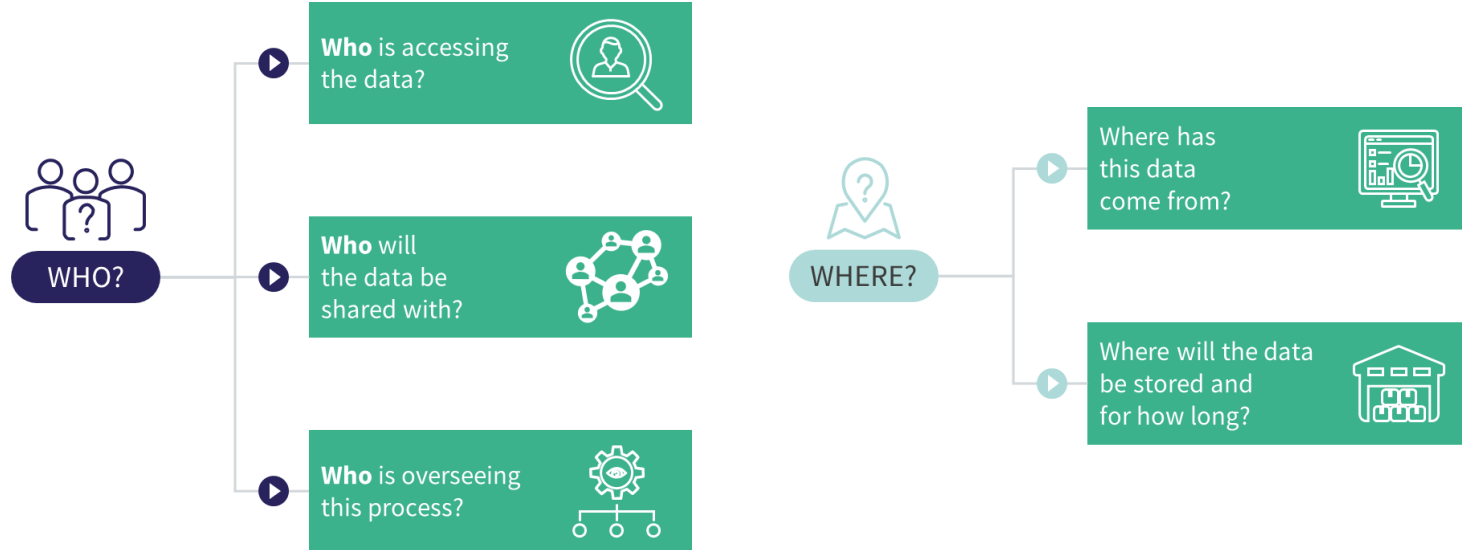 WHO?
Who is accessing
the data?
Who will
the data be
shared with?
Who is overseeing
this process?
WHERE?
Where has
this data
come from?
Where will the data
be stored and
for how long?